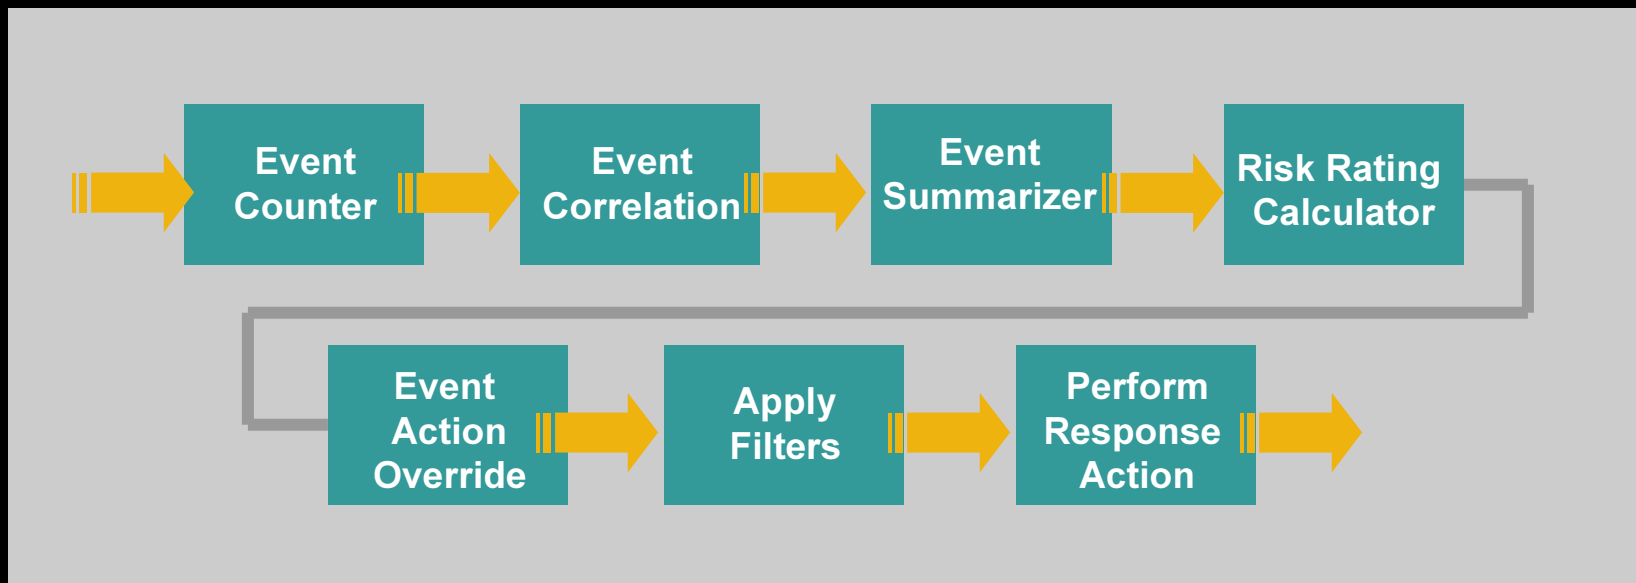 Event
Counter
Event
Correlation
Event
Summarizer
Risk Rating
Calculator
Event
Action
Override
Apply
Filters
Perform
Response
Action